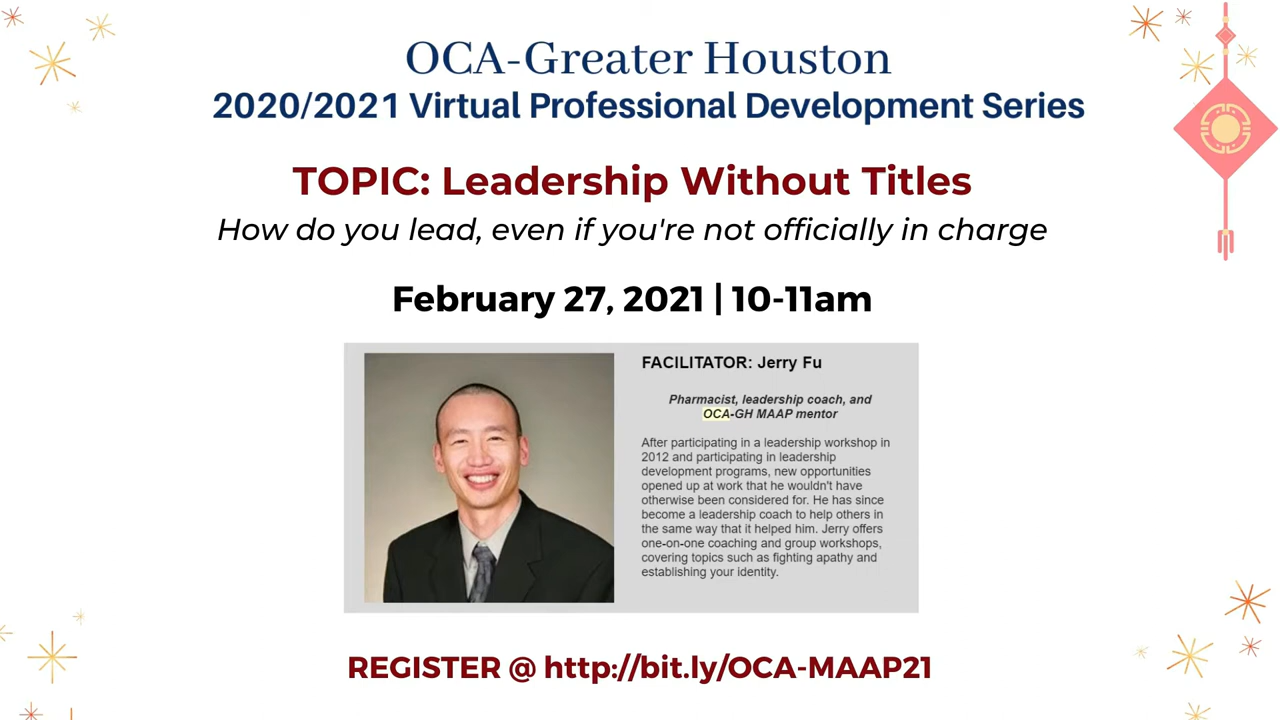 OCA-Greater Houston
2020/2021 Virtual Professional Development Series
TOPIC: Leadership Without Titles
How do you lead, even if you're not officially in charge
February 27, 2021 | 10-11am
FACILITATOR: Jerry Fu
Pharmacist, leadership coach, and
OCA-GH MAAP mentor
After participating in a leadership workshop in
2012 and participating in leadership
development programs, new opportunities
opened up at work that he wouldn't have
otherwise been considered for. He has since
become a leadership coach to help others in
the same way that it helped him. Jerry offers
one-on-one coaching and group workshops,
covering topics such as fighting apathy and
establishing your identity.
REGISTER @ http://bit.ly/OCA-MAAP21